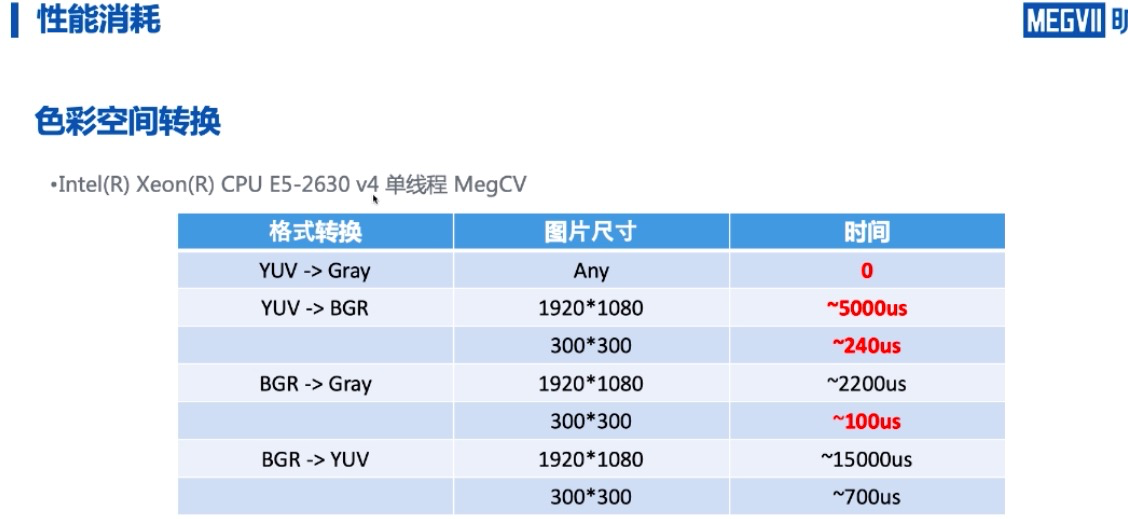 性能消耗
MEGVII
色彩空间转换
•Intel(R) Xeon(R) CPU E5-2630 v4 单线程 MegCV
格式转换 图片尺寸 时间
YUV -> Gray Any 0
YUV -> BGR 1920*1080 ~5000us
300*300 ~240us
BGR -> Gray 1920*1080 ~2200us
300*300 ~100us
BGR -> YUV 1920*1080 ~15000us
300*300 ~700us